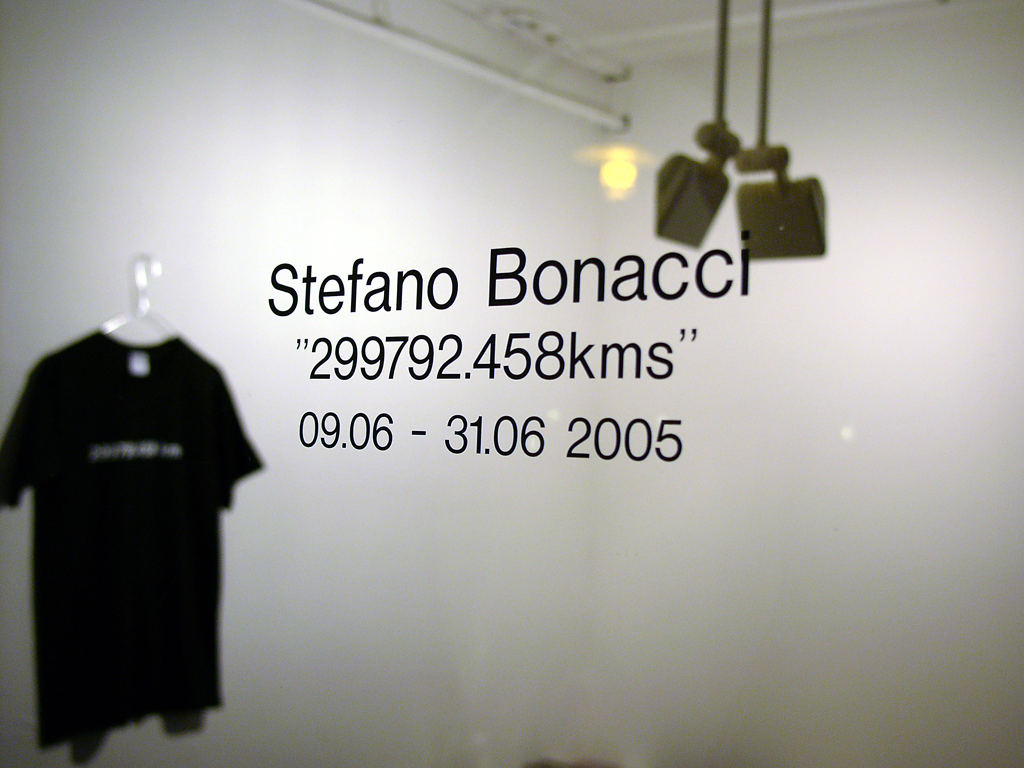 Stefano Bonacci
"299792.458kms"
09.06 - 31.06 2005